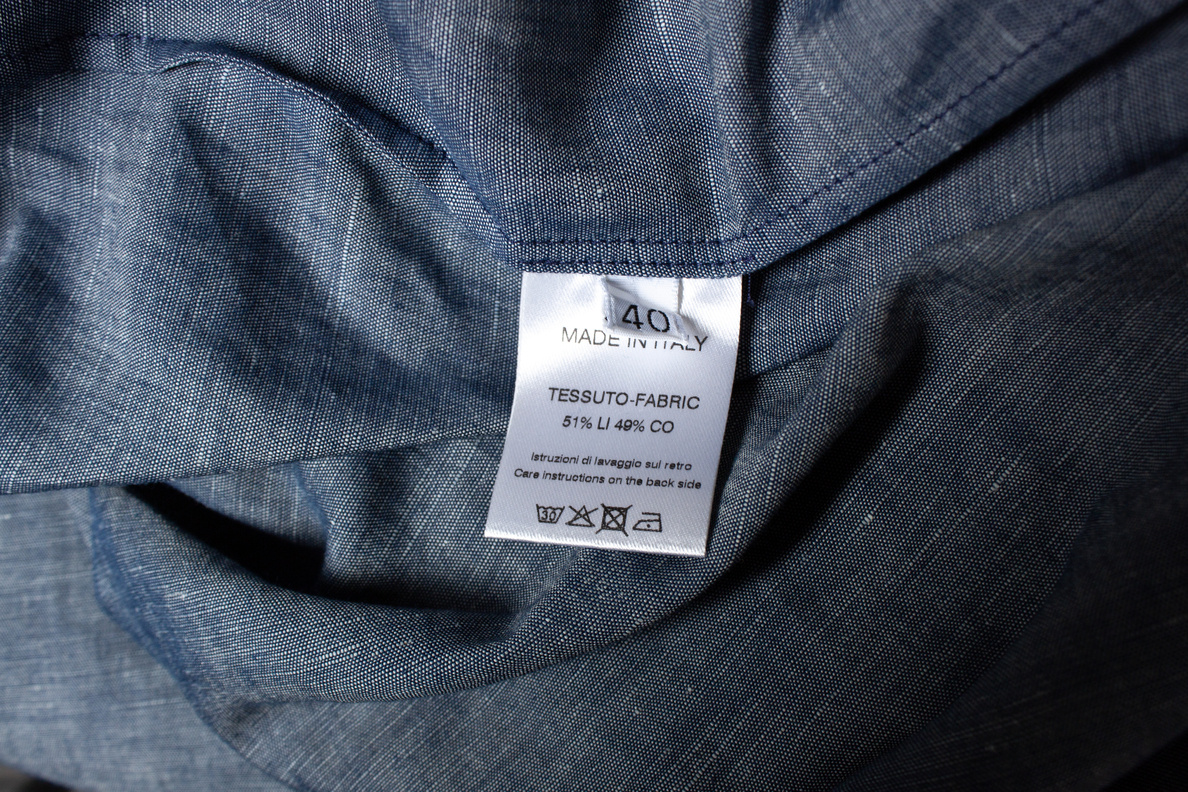 40
MADE IN ITALY
TESSUTO-FABRIC
51% LI 49% CO
Istruzioni di lavaggio sul retro
Care instructions on the back side
30